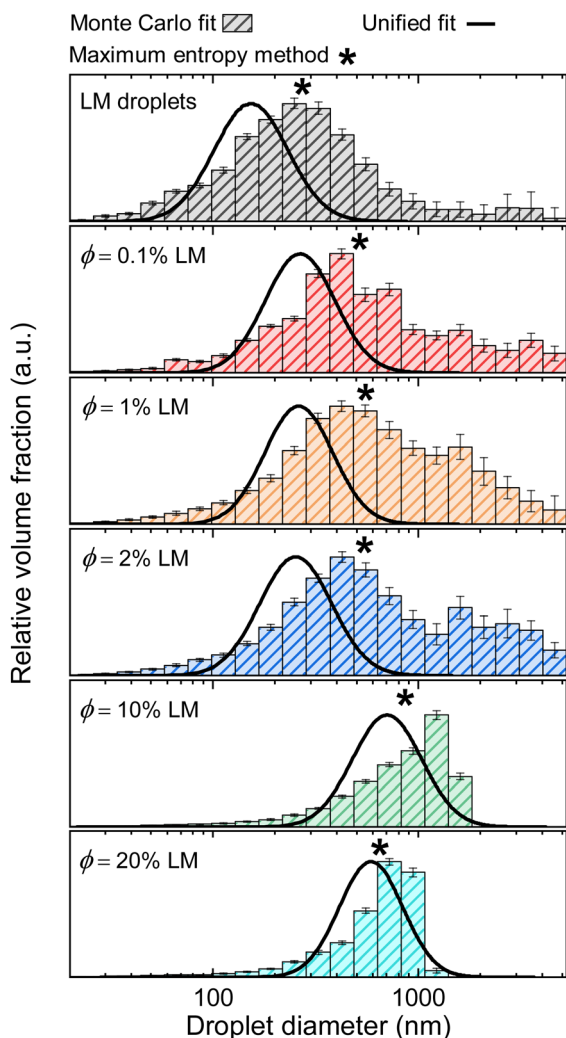 Monte Carlo fit Unified fit
Maximum entropy method *
LM droplets
ϕ = 0.1% LM
ϕ = 1% LM
ϕ = 2% LM
ϕ = 10% LM
ϕ = 20% LM
Relative volume fraction (a.u.)
100 1000
Droplet diameter (nm)